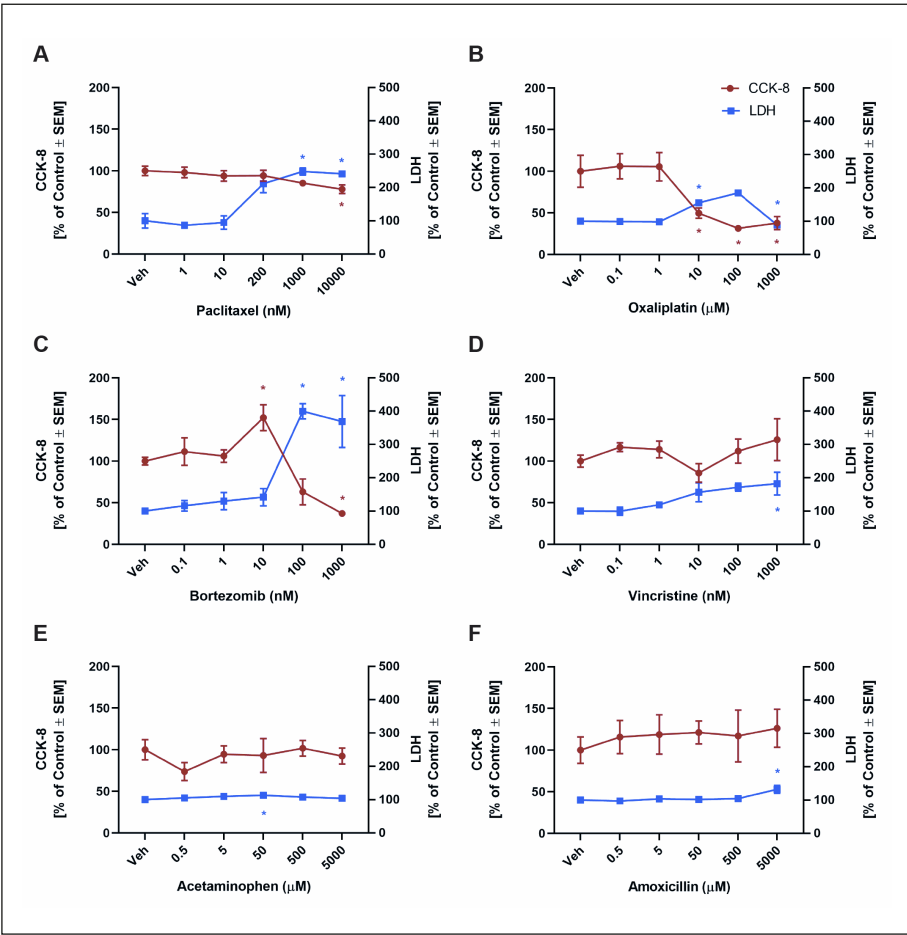 A
CCK-8
[% of Control ± SEM]
200
150
100
50
0
500
400
300
200
100
0
LDH
[% of Control ± SEM]
* *
*
Veh 1 10 200 1000 10000
Paclitaxel (nM)
B
CCK-8
[% of Control ± SEM]
200
150
100
50
0
CCK-8
LDH
500
400
300
200
100
0
LDH
[% of Control ± SEM]
* *
* * *
Veh 0.1 1 10 100 1000
Oxaliplatin (μM)
C
CCK-8
[% of Control ± SEM]
200
150
100
50
0
500
400
300
200
100
0
LDH
[% of Control ± SEM]
* * *
*
Veh 0.1 1 10 100 1000
Bortezomib (nM)
D
CCK-8
[% of Control ± SEM]
200
150
100
50
0
500
400
300
200
100
0
LDH
[% of Control ± SEM]
*
Veh 0.1 1 10 100 1000
Vincristine (nM)
E
CCK-8
[% of Control ± SEM]
200
150
100
50
0
500
400
300
200
100
0
LDH
[% of Control ± SEM]
*
Veh 0.5 5 50 500 5000
Acetaminophen (μM)
F
CCK-8
[% of Control ± SEM]
200
150
100
50
0
500
400
300
200
100
0
LDH
[% of Control ± SEM]
*
Veh 0.5 5 50 500 5000
Amoxicillin (μM)